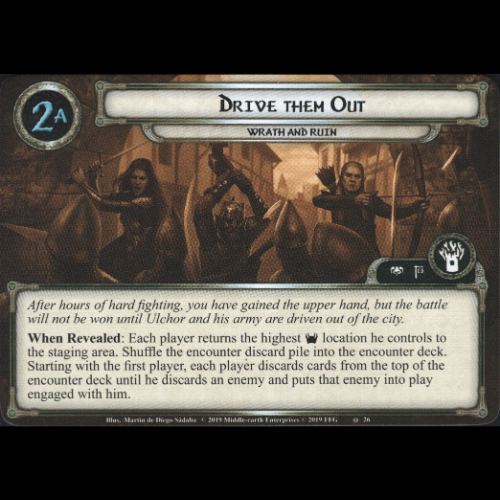 2A
DRIVE THEM OUT
WRATH AND RUIN
After hours of hard fighting, you have gained the upper hand, but the battle
will not be won until Ulchor and his army are driven out of the city.
When Revealed: Each player returns the highest location he controls to
the staging area. Shuffle the encounter discard pile into the encounter deck.
Starting with the first player, each player discards cards from the top of the
encounter deck until he discards an enemy and puts that enemy into play
engaged with him.
Illus. Martin de Diego Sádaba © 2019 Middle-earth Enterprises © 2019 FFG 26